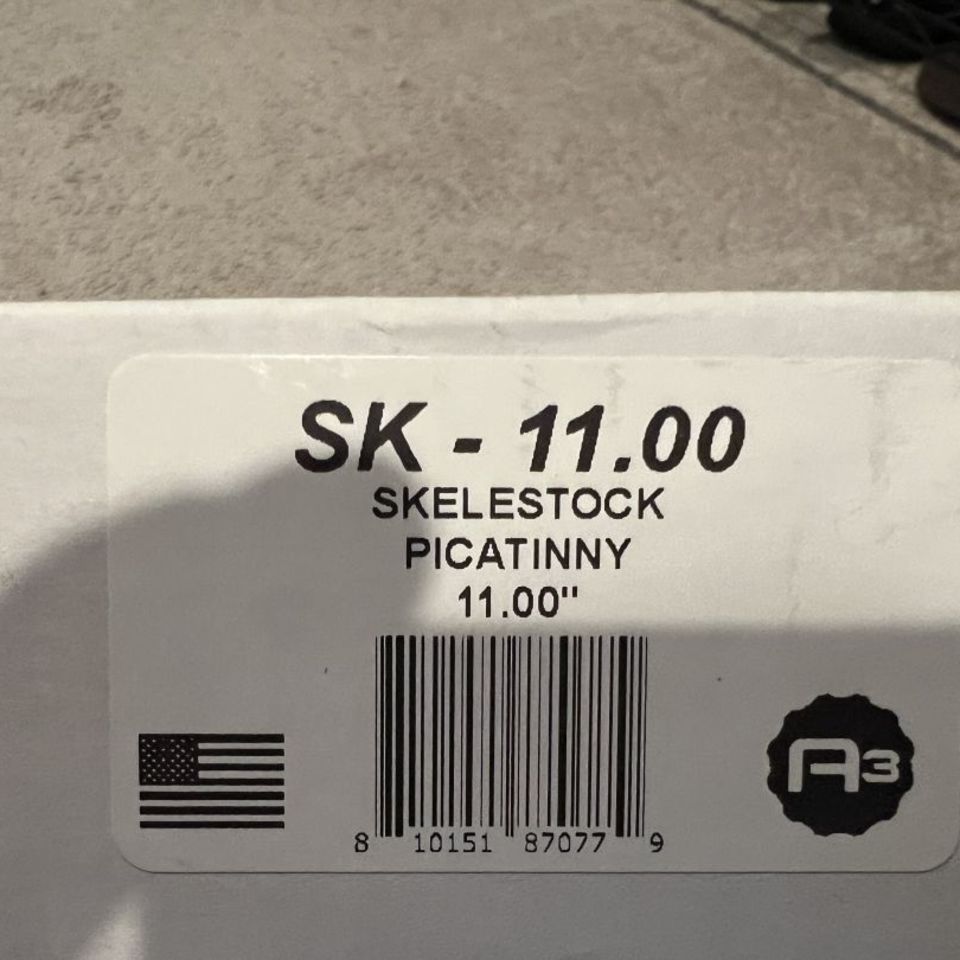 SK - 11.00
SKELESTOCK
PICATINNY
11.00"
8 10151 87077 9
A3